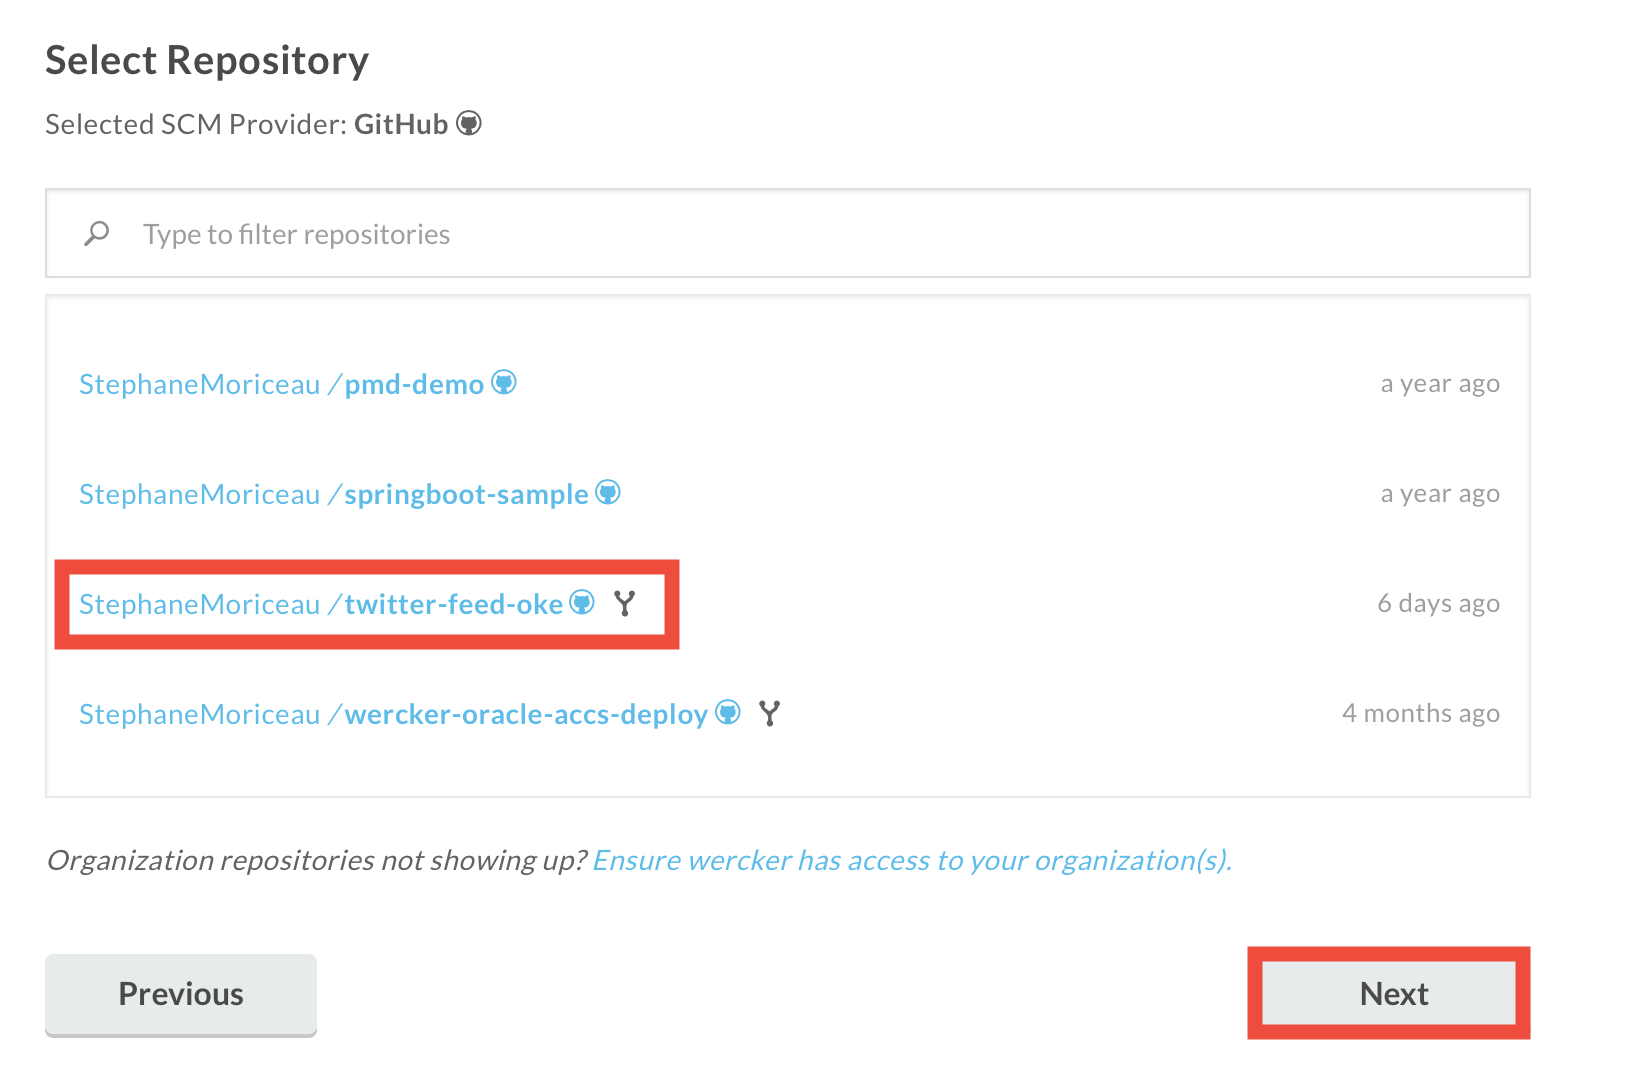 Select Repository
Selected SCM Provider: GitHub
Type to filter repositories
StephaneMoriceau /pmd-demo a year ago
StephaneMoriceau /springboot-sample a year ago
StephaneMoriceau /twitter-feed-oke 6 days ago
StephaneMoriceau /wercker-oracle-accs-deploy 4 months ago
Organization repositories not showing up? Ensure wercker has access to your organization(s).
Previous Next